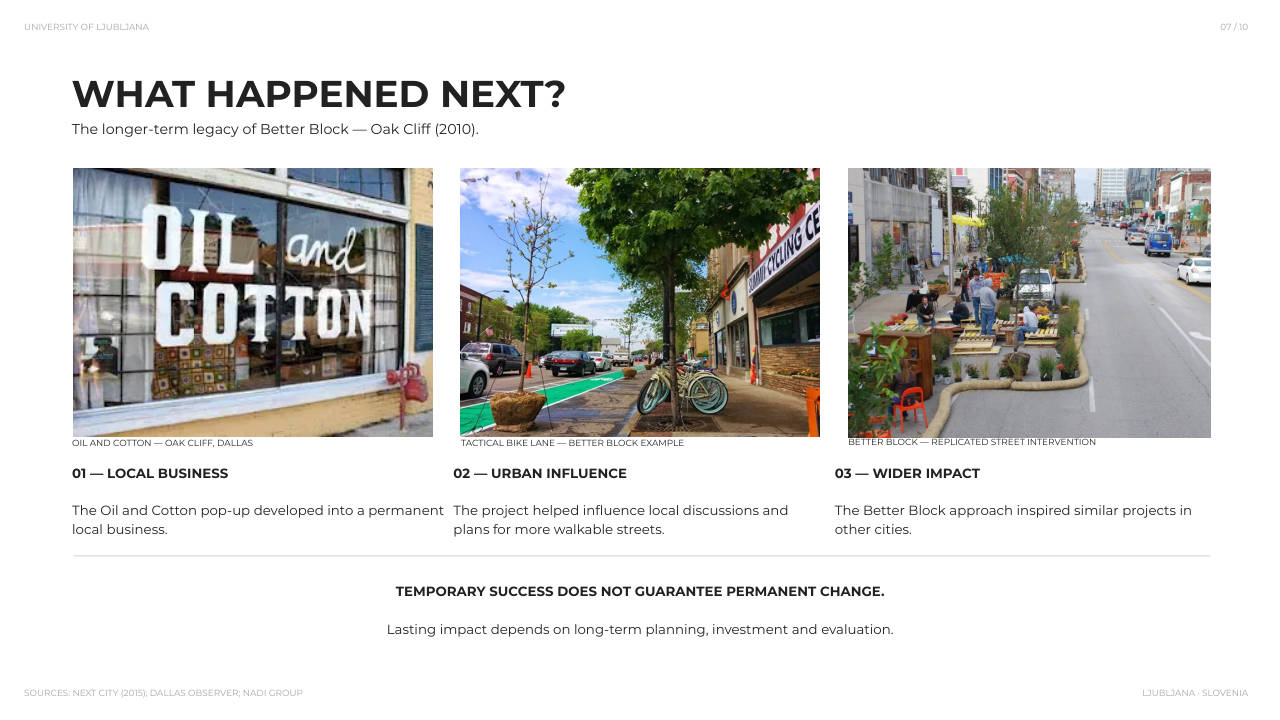 UNIVERSITY OF LJUBLJANA
07 / 10
WHAT HAPPENED NEXT?
The longer-term legacy of Better Block — Oak Cliff (2010).
OIL and
COTTON
SUMMIT CYCLING CE
OIL AND COTTON — OAK CLIFF, DALLAS
TACTICAL BIKE LANE — BETTER BLOCK EXAMPLE
BETTER BLOCK — REPLICATED STREET INTERVENTION
01 — LOCAL BUSINESS
The Oil and Cotton pop-up developed into a permanent
local business.
02 — URBAN INFLUENCE
The project helped influence local discussions and
plans for more walkable streets.
03 — WIDER IMPACT
The Better Block approach inspired similar projects in
other cities.
TEMPORARY SUCCESS DOES NOT GUARANTEE PERMANENT CHANGE.
Lasting impact depends on long-term planning, investment and evaluation.
SOURCES: NEXT CITY (2015); DALLAS OBSERVER; NADI GROUP
LJUBLJANA · SLOVENIA